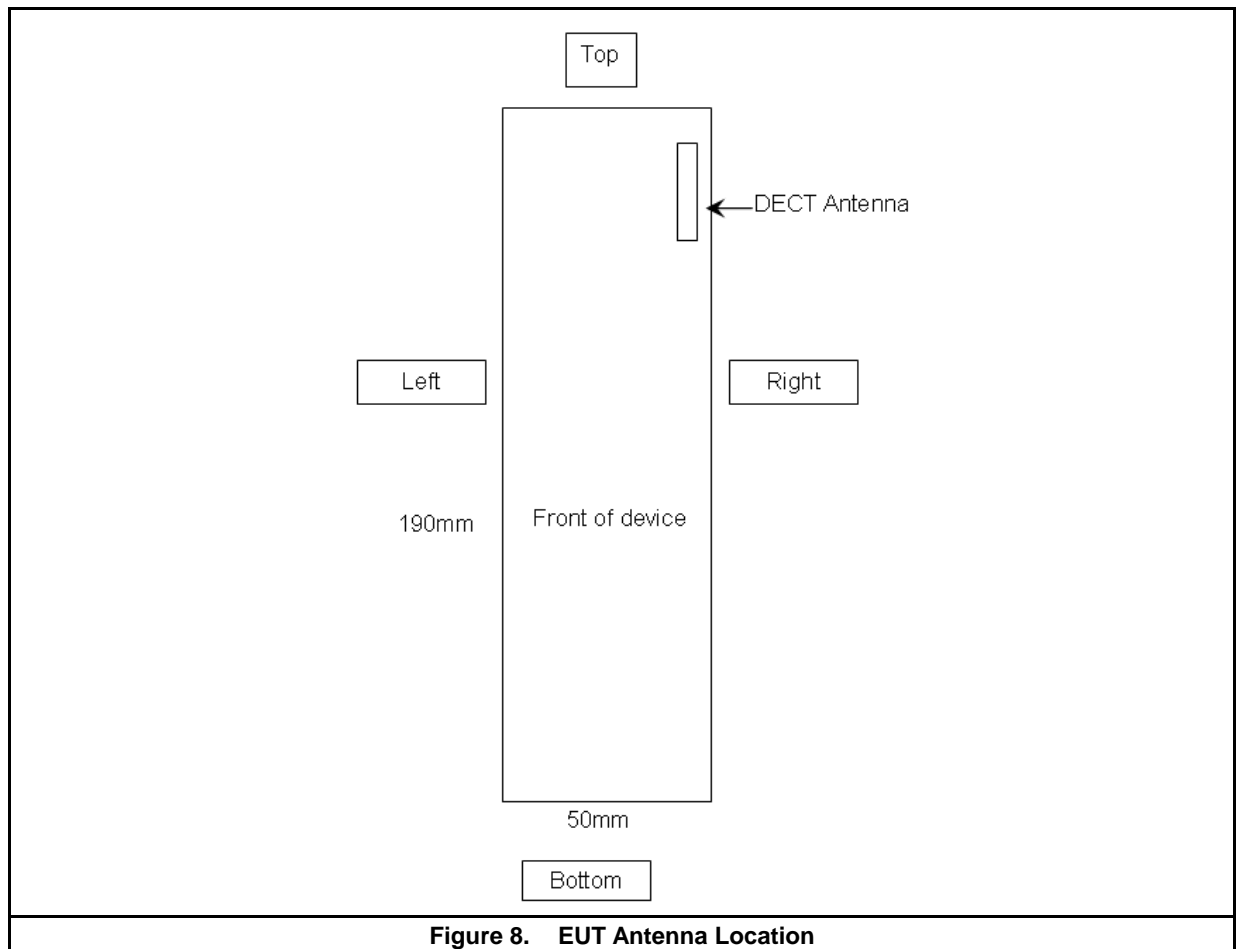 Top
DECT Antenna
Left
Right
190mm
Front of device
50mm
Bottom
Figure 8. EUT Antenna Location